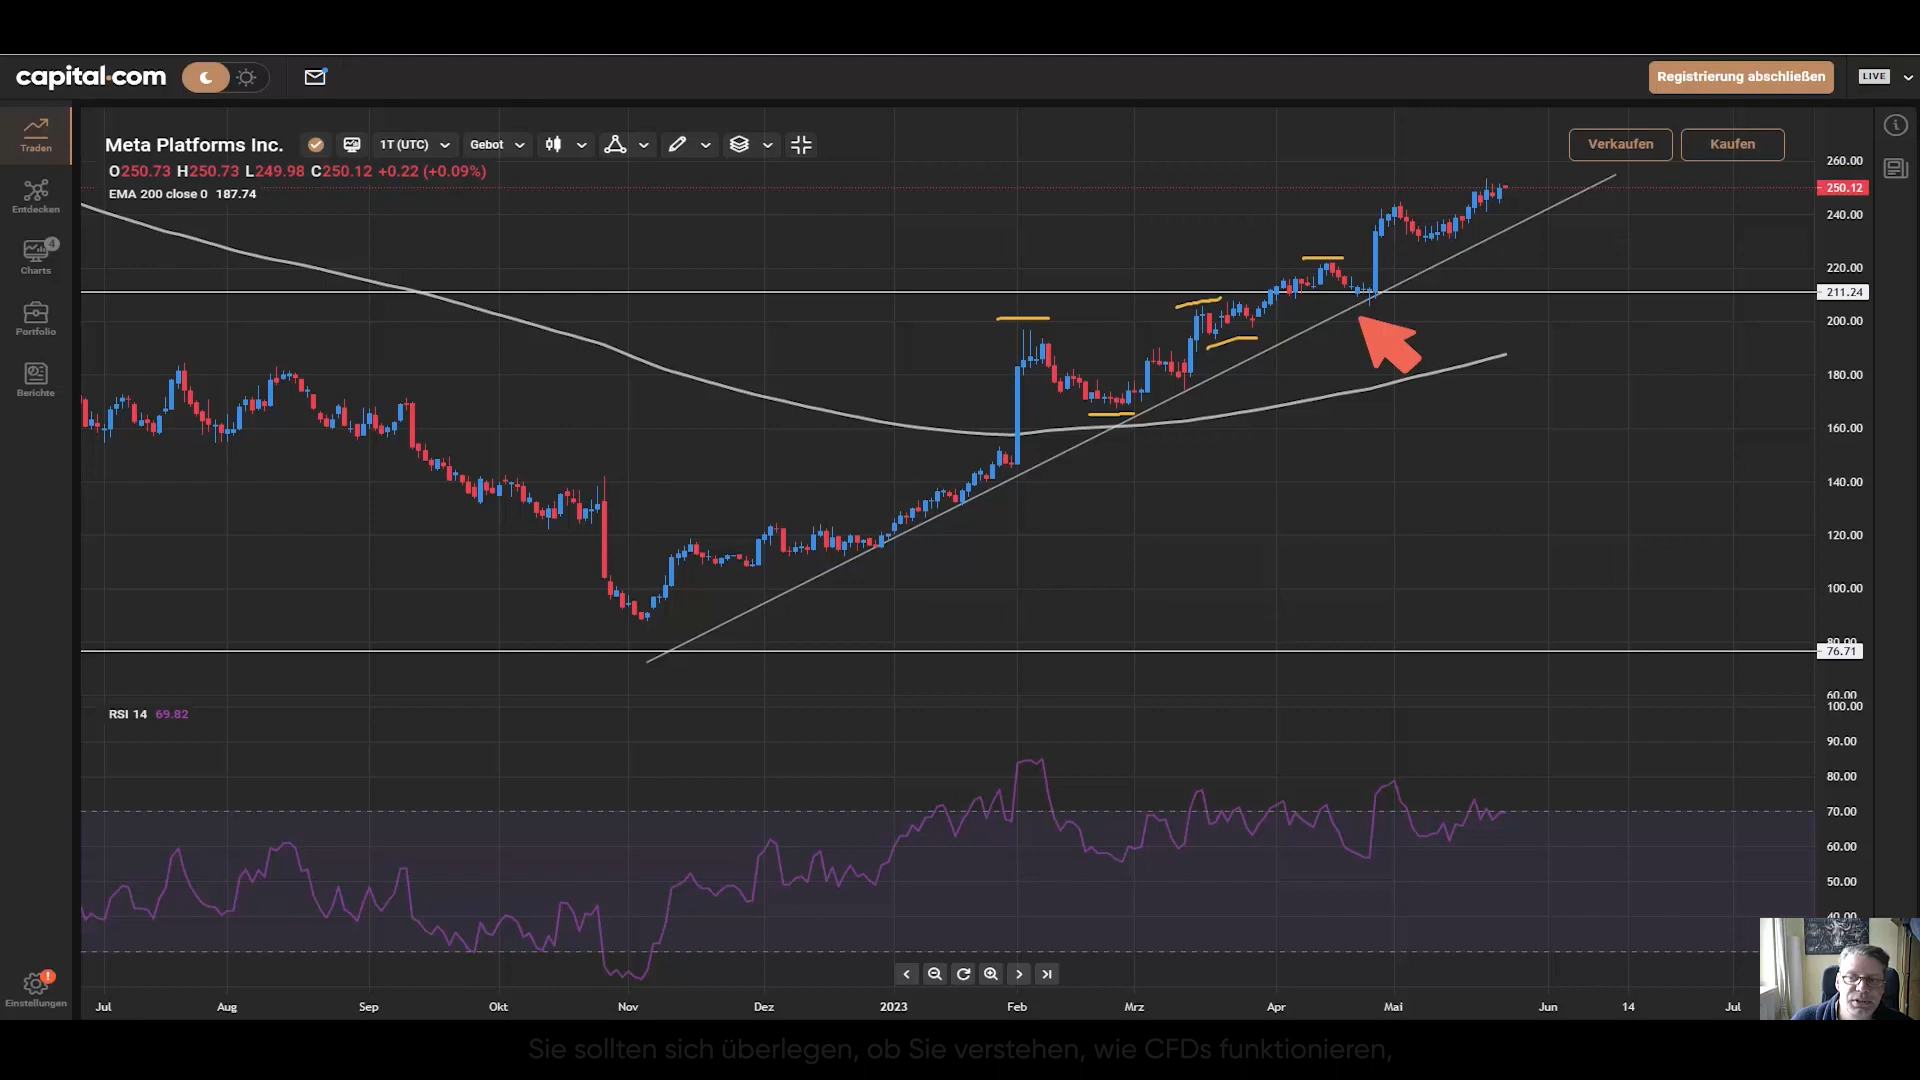 capital.com
Registrierung abschließen
LIVE
Traden
Entdecken
4
Charts
Portfolio
Berichte
!
Einstellungen
Meta Platforms Inc.
1T (UTC)
Gebot
Verkaufen
Kaufen
O250.73 H250.73 L249.98 C250.12 +0.22 (+0.09%)
EMA 200 close 0 187.74
260.00
250.12
240.00
220.00
211.24
200.00
180.00
160.00
140.00
120.00
100.00
80.00
76.71
60.00
RSI 14 69.82
100.00
90.00
80.00
70.00
60.00
50.00
40.00
Jul Aug Sep Okt Nov Dez 2023 Feb Mrz Apr Mai Jun 14 Jul
Sie sollten sich überlegen, ob Sie verstehen, wie CFDs funktionieren,